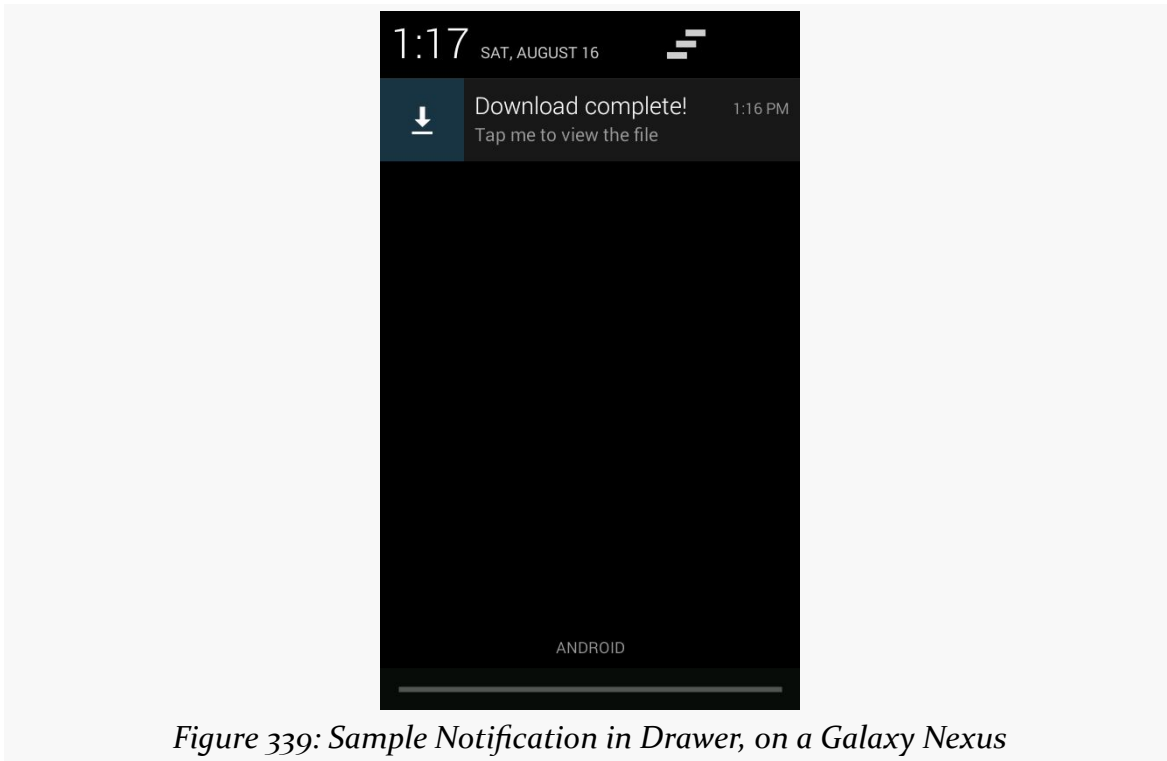 1:17 SAT, AUGUST 16
Download complete! 1:16 PM
Tap me to view the file
ANDROID
Figure 339: Sample Notification in Drawer, on a Galaxy Nexus